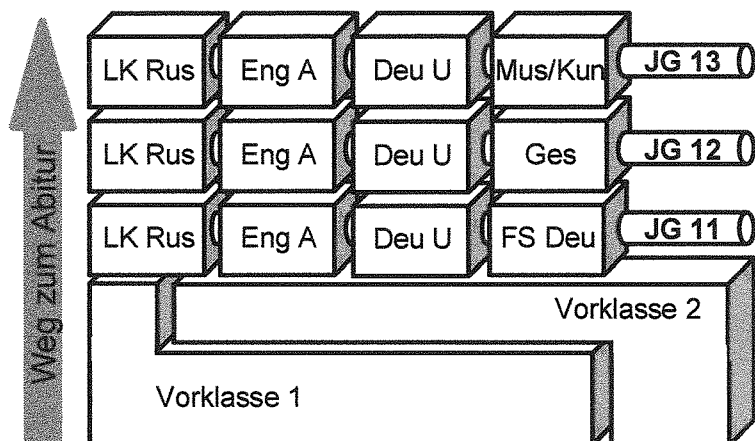 Weg zum Abitur
LK Rus Eng A Deu U Mus/Kun JG 13
LK Rus Eng A Deu U Ges JG 12
LK Rus Eng A Deu U FS Deu JG 11
Vorklasse 2
Vorklasse 1